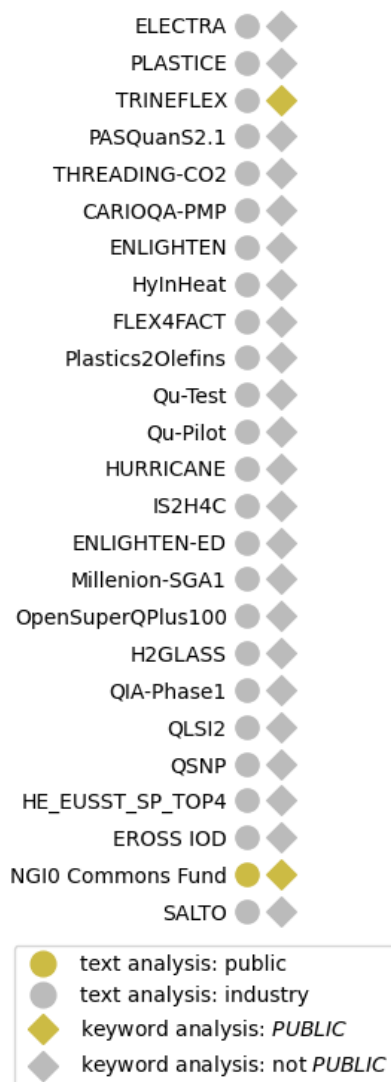 ELECTRA
PLASTICE
TRINEFLEX
PASQuanS2.1
THREADING-CO2
CARIOQA-PMP
ENLIGHTEN
HyInHeat
FLEX4FACT
Plastics2Olefins
Qu-Test
Qu-Pilot
HURRICANE
IS2H4C
ENLIGHTEN-ED
Millenion-SGA1
OpenSuperQPlus100
H2GLASS
QIA-Phase1
QLSI2
QSNP
HE_EUSST_SP_TOP4
EROSS IOD
NGI0 Commons Fund
SALTO
text analysis: public
text analysis: industry
keyword analysis: PUBLIC
keyword analysis: not PUBLIC